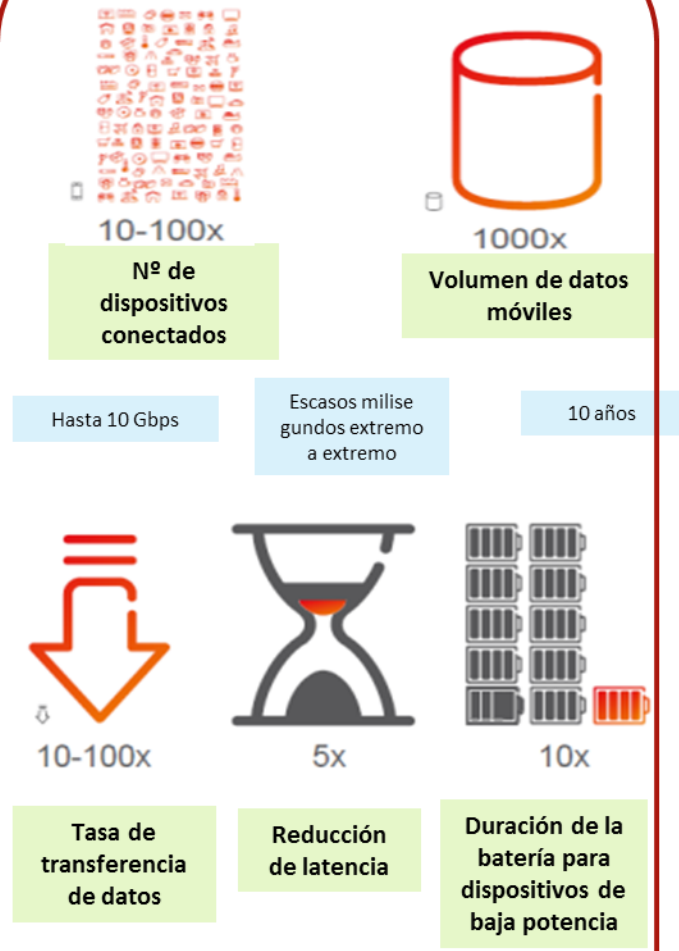 10-100x
Nº de
dispositivos
conectados
1000x
Volumen de datos
móviles
Hasta 10 Gbps
Escasos milise
gundos extremo
a extremo
10 años
10-100x
5x
10x
Tasa de
transferencia
de datos
Reducción
de latencia
Duración de la
batería para
dispositivos de
baja potencia